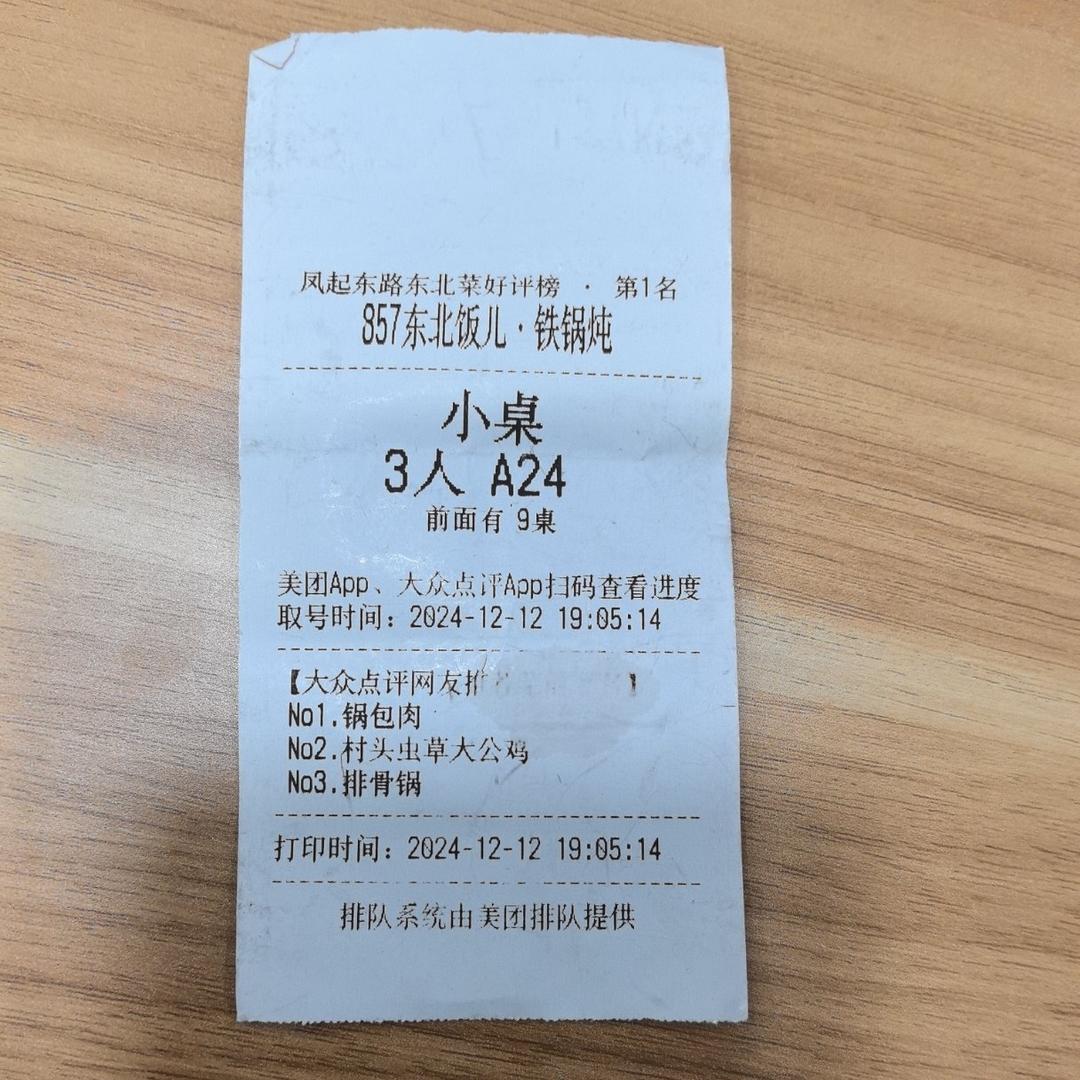 凤起东路东北菜好评榜 · 第1名
857东北饭儿·铁锅炖
小桌
3人 A24
前面有 9桌
美团App、大众点评App扫码查看进度
取号时间：2024-12-12 19:05:14
【大众点评网友推 】
No1.锅包肉
No2.村头虫草大公鸡
No3.排骨锅
打印时间：2024-12-12 19:05:14
排队系统由美团排队提供